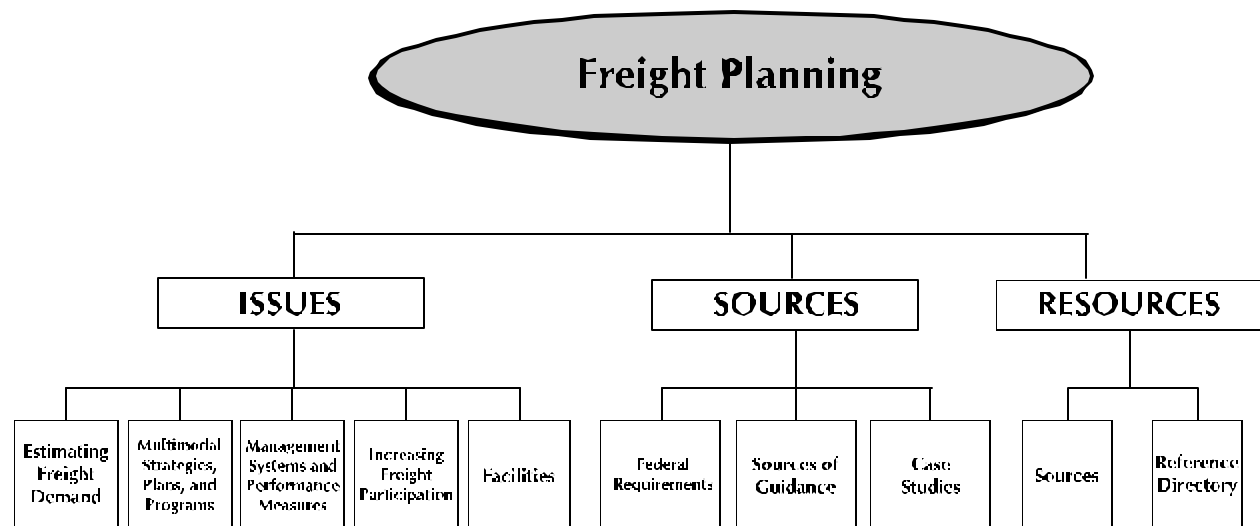 Freight Planning
ISSUES
SOURCES
RESOURCES
Estimating
Freight
Demand
Multimodal
Strategies,
Plans, and
Programs
Management
Systems and
Performance
Measures
Increasing
Freight
Participation
Facilities
Federal
Requirements
Sources of
Guidance
Case
Studies
Sources
Reference
Directory